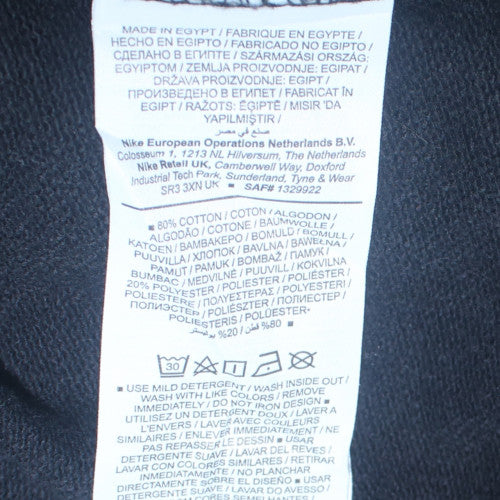 MADE IN EGYPT / FABRIQUE EN EGYPTE /
HECHO EN EGIPTO / FABRICADO NO EGIPTO /
СДЕЛАНО В ЕГИПТЕ / SZÁRMAZÁSI ORSZÁG:
EGYIPTOM / ZEMLJA PROIZVODNJE: EGIPAT /
DRŽAVA PROIZVODNJE: EGIPT /
ПРОИЗВЕДЕНО В ЕГИПЕТ / FABRICAT ÎN
EGIPT / RAŽOTS: ĒĢIPTĒ / MISIR 'DA
YAPILMIŞTIR /
صنع في مصر
Nike European Operations Netherlands B.V.
Colosseum 1, 1213 NL Hilversum, The Netherlands
Nike Retail UK, Camberwell Way, Doxford
Industrial Tech Park, Sunderland, Tyne & Wear
SR3 3XN UK ■ SAF# 1329922
■ 80% COTTON / COTON / ALGODON /
ALGODÃO / COTONE / BAUMWOLLE /
KATOEN / ΒΑΜΒΑΚΕΡΟ / BOMULD / BOMULL /
PUUVILLA / ХЛОПОК / BAVLNA / BAWEŁNA /
PAMUT / PAMUK / BOMBAŽ / ПАМУК /
BUMBAC / MEDVILNĖ / PUUVILL / KOKVILNA
20% POLYESTER / POLIÉSTER /
POLIESTERE / ΠΟΛΥΕΣΤΕΡΑΣ / POLYESTERI /
ПОЛИЭСТЕР / POLIÉSZTER / ПОЛИЕСТЕР /
POLIESTERIS / POLÜESTER
■ 80% قطن / 20% بوليستر
30
■ USE MILD DETERGENT / WASH INSIDE OUT /
WASH WITH LIKE COLORS / REMOVE
IMMEDIATELY / DO NOT IRON DESIGN ■
UTILISEZ UN DETERGENT DOUX / LAVER A
L'ENVERS / LAVER AVEC COULEURS
SIMILAIRES / ENLEVER IMMEDIATEMENT / NE
PAS REPASSER LE DESSIN ■ USAR
DETERGENTE SUAVE / LAVAR DEL REVES /
LAVAR CON COLORES SIMILARES / RETIRAR
INMEDIATAMENTE / NO PLANCHAR
DIRECTAMENTE SOBRE EL DISEÑO ■ USAR
DETERGENTE SUAVE / LAVAR DO AVESSO /